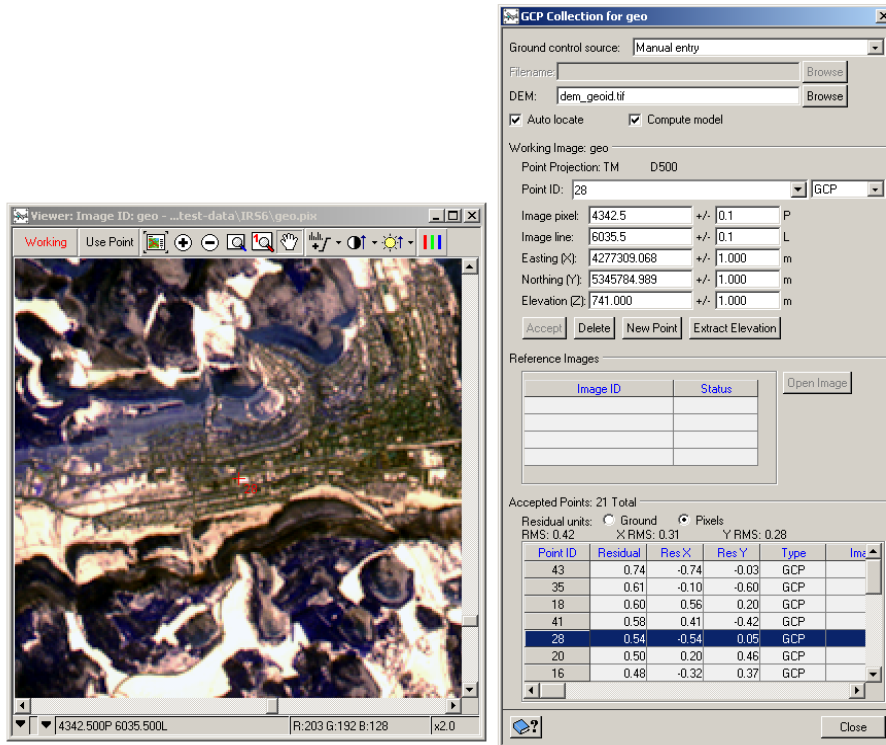 Viewer: Image ID: geo - ...test-data\IRS6\geo.pix
Working Use Point
28
4342.500P 6035.500L R:203 G:192 B:128 x2.0
GCP Collection for geo
Ground control source: Manual entry
Filename: Browse
DEM: dem_geoid.tif Browse
Auto locate Compute model
Working Image: geo
Point Projection: TM D500
Point ID: 28 GCP
Image pixel: 4342.5 +/- 0.1 P
Image line: 6035.5 +/- 0.1 L
Easting (X): 4277309.068 +/- 1.000 m
Northing (Y): 5345784.989 +/- 1.000 m
Elevation (Z): 741.000 +/- 1.000 m
Accept Delete New Point Extract Elevation
Reference Images
Image ID Status Open Image
Accepted Points: 21 Total
Residual units: Ground Pixels
RMS: 0.42 X RMS: 0.31 Y RMS: 0.28
Point ID Residual Res X Res Y Type Ima
43 0.74 -0.74 -0.03 GCP
35 0.61 -0.10 -0.60 GCP
18 0.60 0.56 0.20 GCP
41 0.58 0.41 -0.42 GCP
28 0.54 -0.54 0.05 GCP
20 0.50 0.20 0.46 GCP
16 0.48 -0.32 0.37 GCP
Close